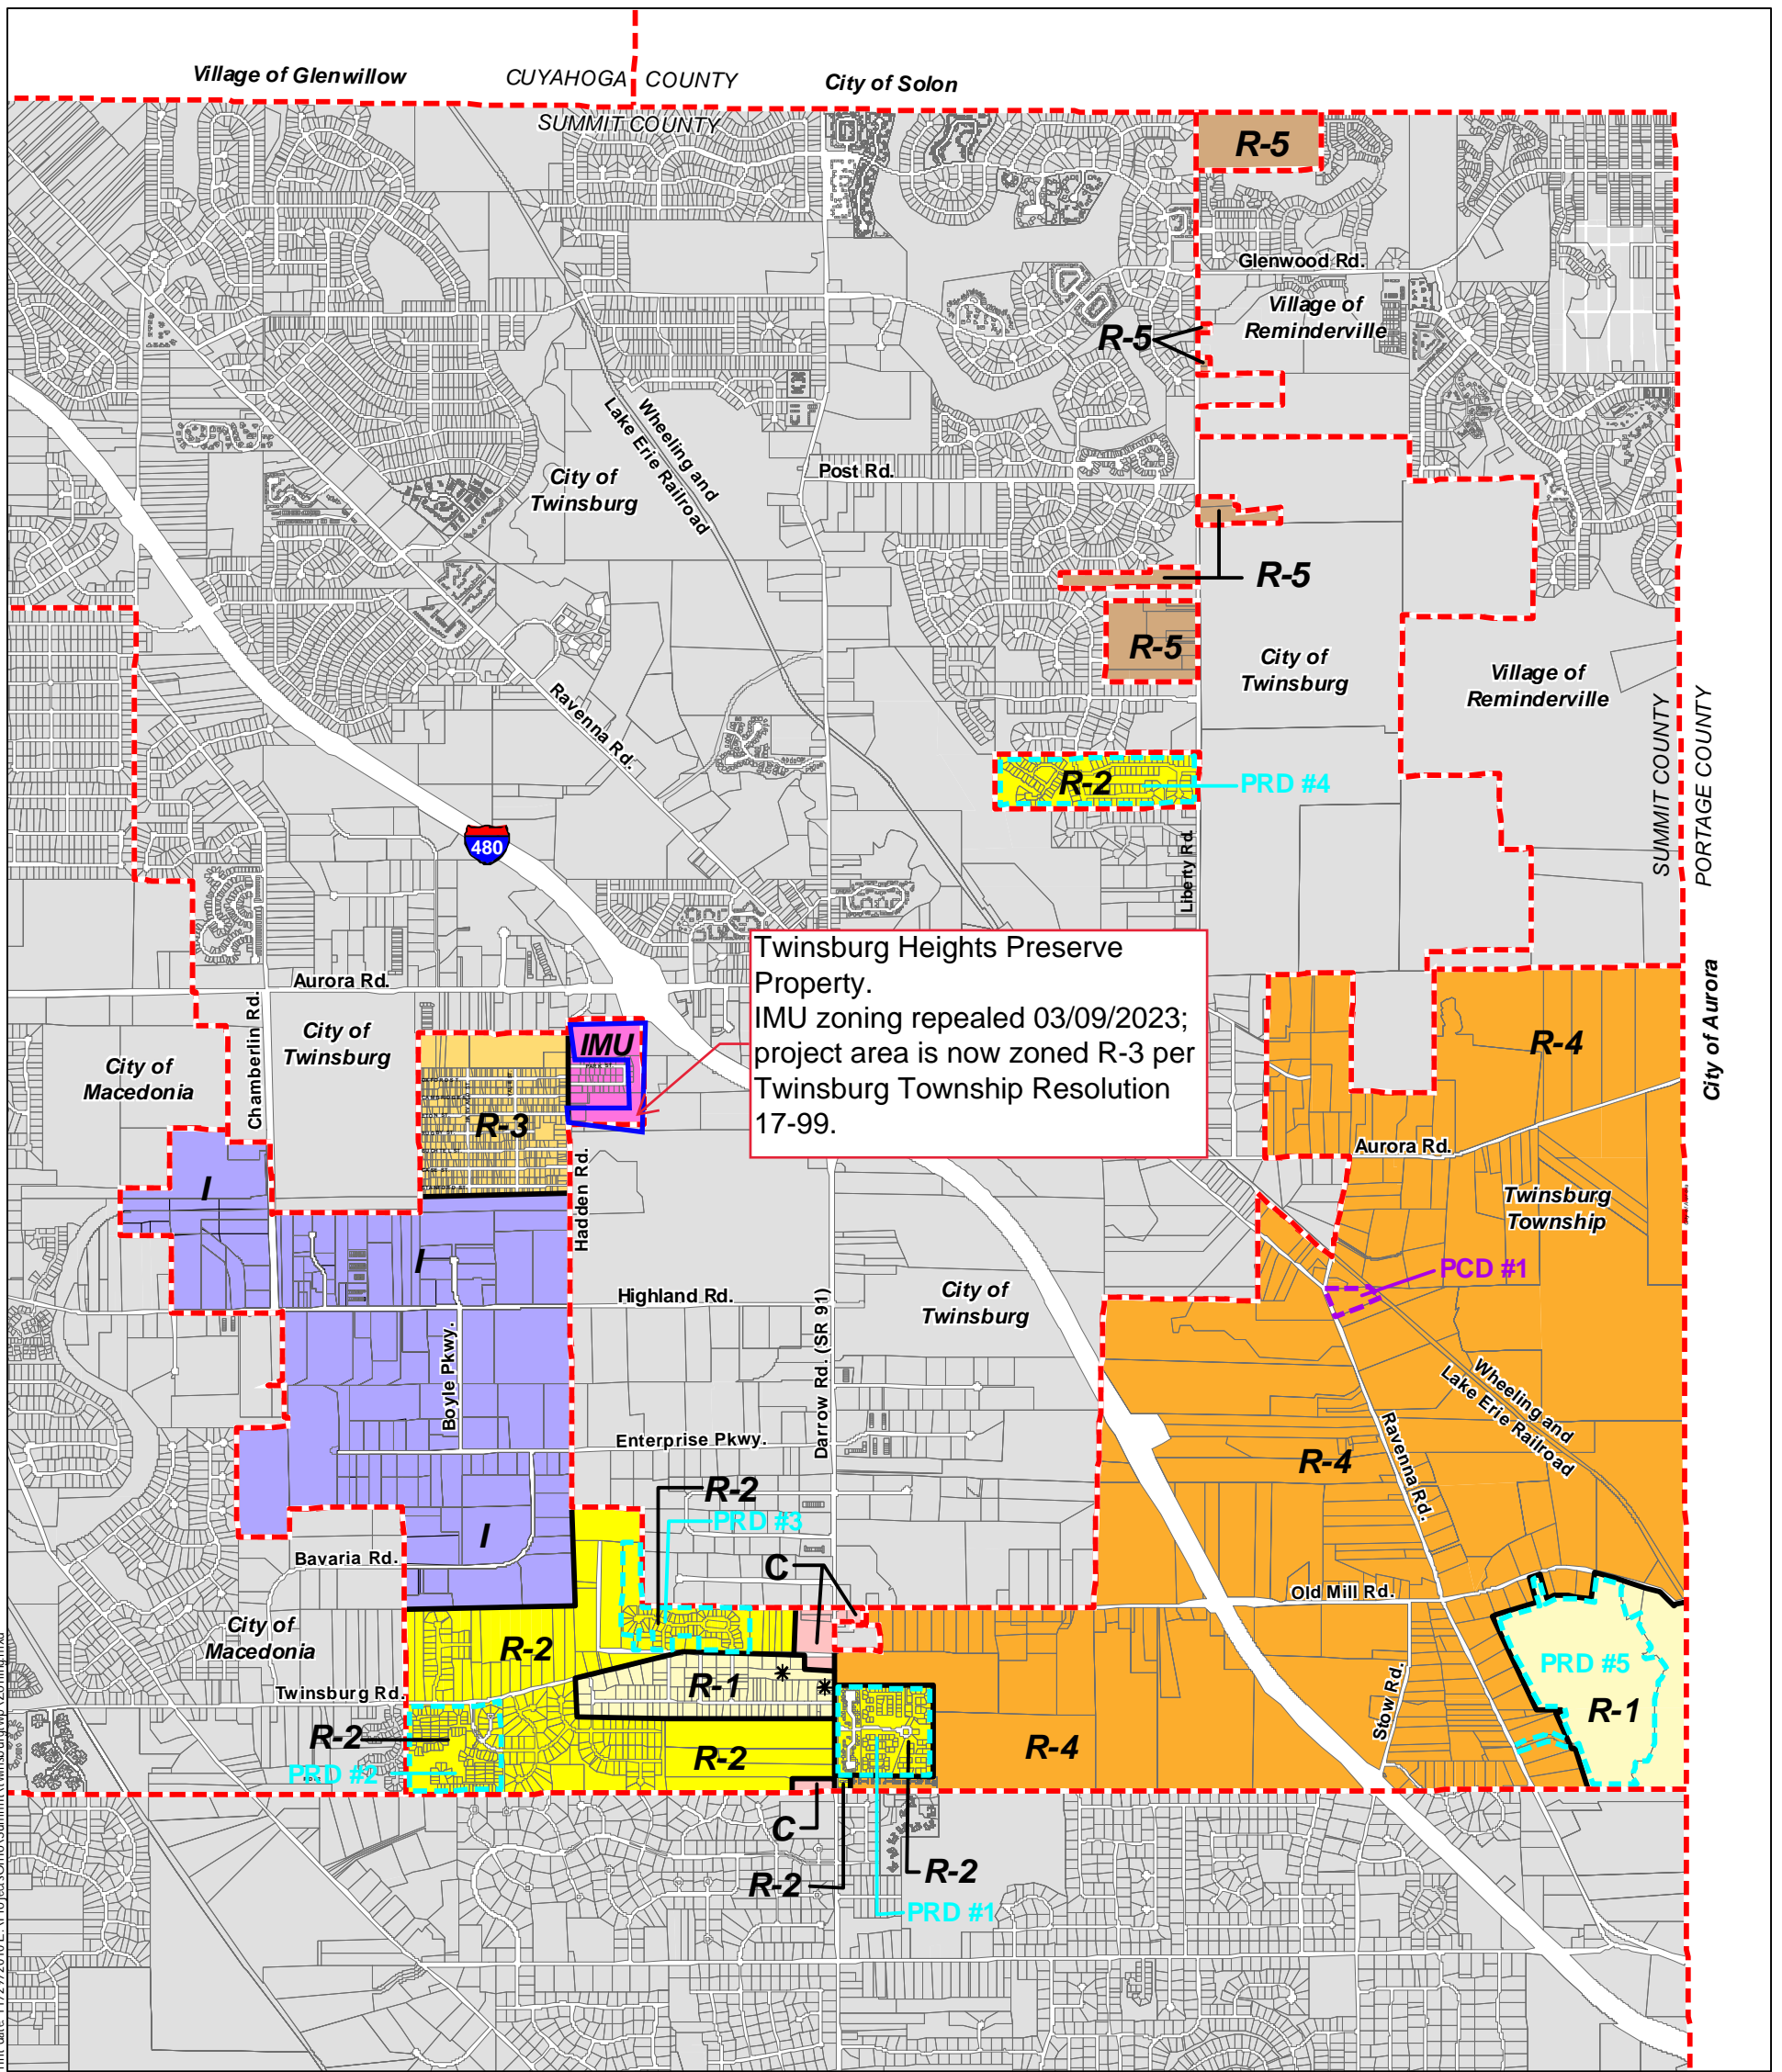 Village of Glenwillow
CUYAHOGA COUNTY
City of Solon
SUMMIT COUNTY
R-5
Glenwood Rd.
Village of
Reminderville
R-5
Wheeling and
Lake Erie Railroad
City of
Twinsburg
Post Rd.
R-5
R-5
City of
Twinsburg
Village of
Reminderville
SUMMIT COUNTY
PORTAGE COUNTY
Ravenna Rd.
R-2
PRD #4
480
Liberty Rd.
Twinsburg Heights Preserve
Property.
IMU zoning repealed 03/09/2023;
project area is now zoned R-3 per
Twinsburg Township Resolution
17-99.
Aurora Rd.
Chamberlin Rd.
City of
Twinsburg
City of
Macedonia
IMU
R-3
Hadden Rd.
R-4
City of Aurora
Aurora Rd.
Twinsburg
Township
I
I
PCD #1
Highland Rd.
City of
Twinsburg
Darrow Rd. (SR 91)
Boyle Pkwy.
Wheeling and
Lake Erie Railroad
Ravenna Rd.
Enterprise Pkwy.
R-4
R-2
PRD #3
I
Bavaria Rd.
C
Old Mill Rd.
City of
Macedonia
R-2
R-1
PRD #5
R-1
Twinsburg Rd.
Stow Rd.
R-2
PRD #2
R-2
R-4
C
R-2
R-2
PRD #1